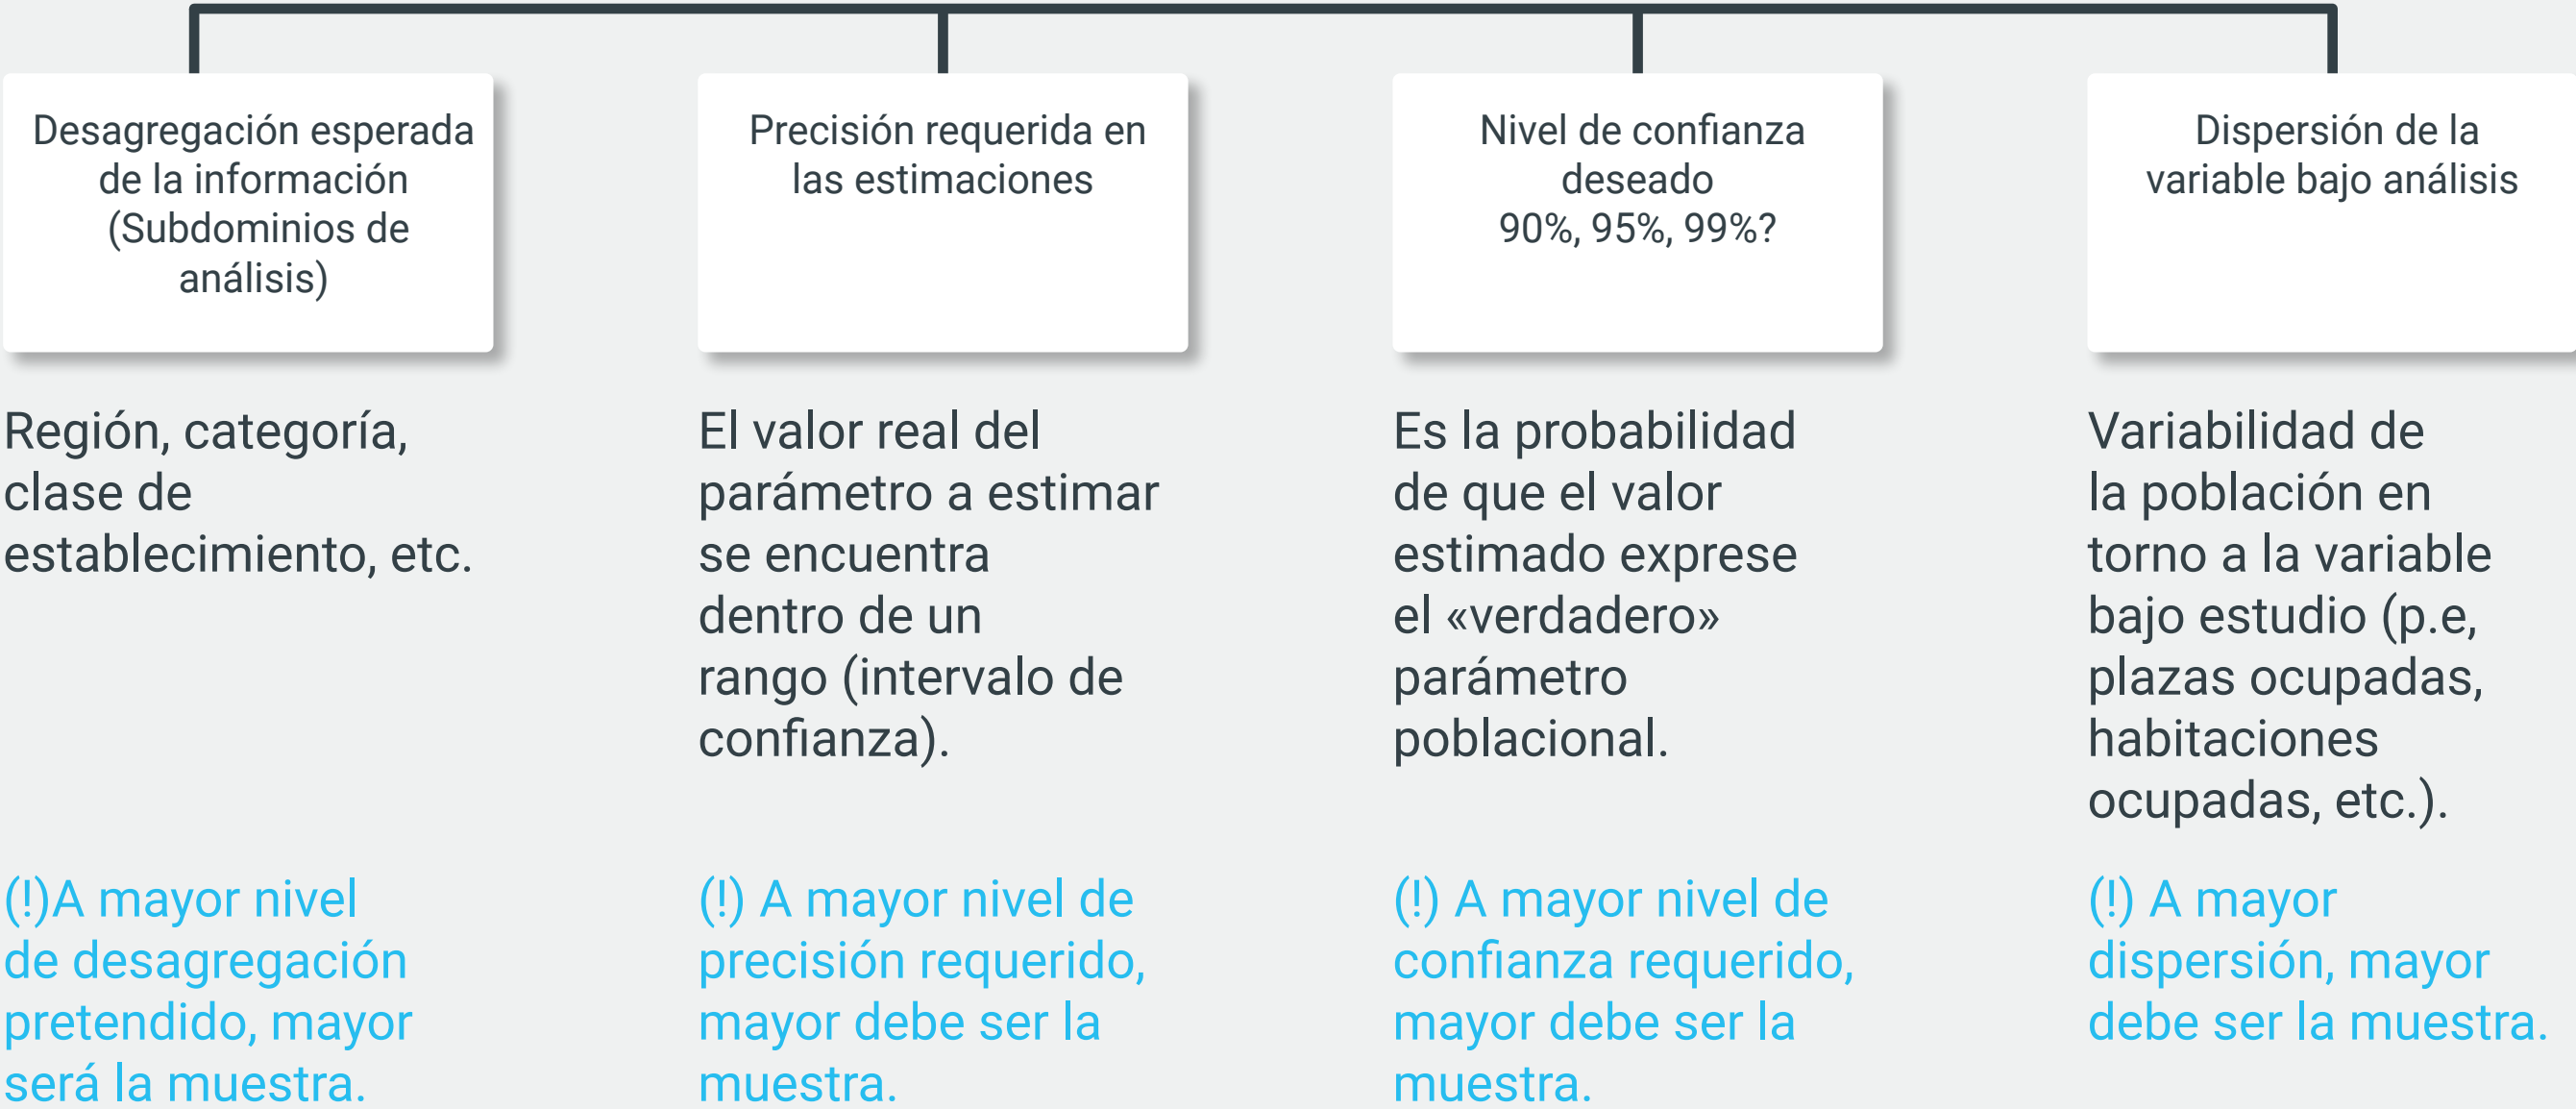 Desagregación esperada
de la información
(Subdominios de
análisis)
Región, categoría,
clase de
establecimiento, etc.
(!)A mayor nivel
de desagregación
pretendido, mayor
será la muestra.
Precisión requerida en
las estimaciones
El valor real del
parámetro a estimar
se encuentra
dentro de un
rango (intervalo de
confianza).
(!) A mayor nivel de
precisión requerido,
mayor debe ser la
muestra.
Nivel de confianza
deseado
90%, 95%, 99%?
Es la probabilidad
de que el valor
estimado exprese
el «verdadero»
parámetro
poblacional.
(!) A mayor nivel de
confianza requerido,
mayor debe ser la
muestra.
Dispersión de la
variable bajo análisis
Variabilidad de
la población en
torno a la variable
bajo estudio (p.e,
plazas ocupadas,
habitaciones
ocupadas, etc.).
(!) A mayor
dispersión, mayor
debe ser la muestra.